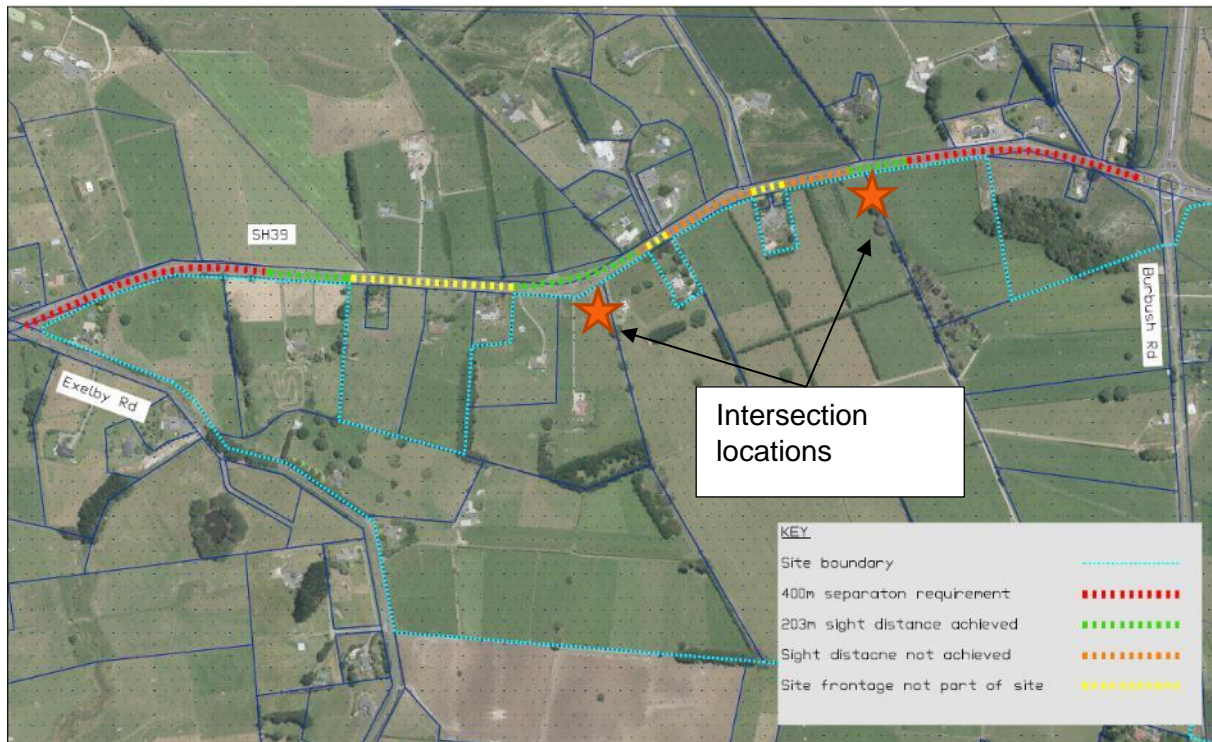 SH39
Exelby Rd
Burbush Rd
Intersection
locations
KEY
Site boundary
400m separaton requirement
203m sight distance achieved
Sight distacne not achieved
Site frontage not part of site